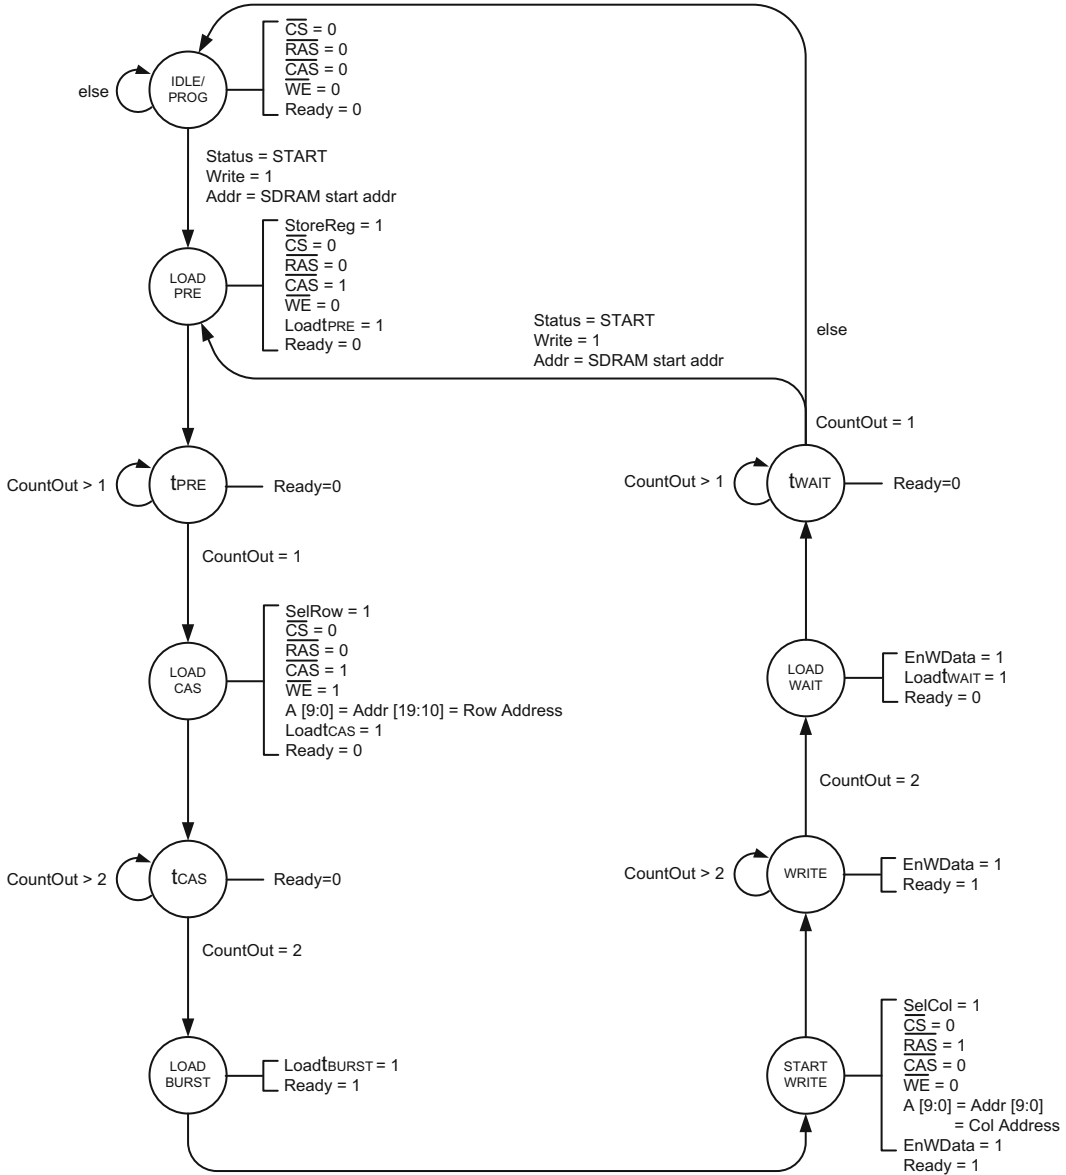 CS = 0
RAS = 0
CAS = 0
WE = 0
Ready = 0
IDLE/
PROG
else
Status = START
Write = 1
Addr = SDRAM start addr
StoreReg = 1
CS = 0
RAS = 0
CAS = 1
WE = 0
LoadtPRE = 1
Ready = 0
LOAD
PRE
Status = START
Write = 1
Addr = SDRAM start addr
else
CountOut = 1
CountOut > 1
tPRE
Ready=0
CountOut > 1
tWAIT
Ready=0
CountOut = 1
SelRow = 1
CS = 0
RAS = 0
CAS = 1
WE = 1
A [9:0] = Addr [19:10] = Row Address
LoadtCAS = 1
Ready = 0
LOAD
CAS
LOAD
WAIT
EnWData = 1
LoadtWAIT = 1
Ready = 0
CountOut = 2
CountOut > 2
tCAS
Ready=0
CountOut > 2
WRITE
EnWData = 1
Ready = 1
CountOut = 2
LOAD
BURST
LoadtBURST = 1
Ready = 1
START
WRITE
SelCol = 1
CS = 0
RAS = 1
CAS = 0
WE = 0
A [9:0] = Addr [9:0]
= Col Address
EnWData = 1
Ready = 1